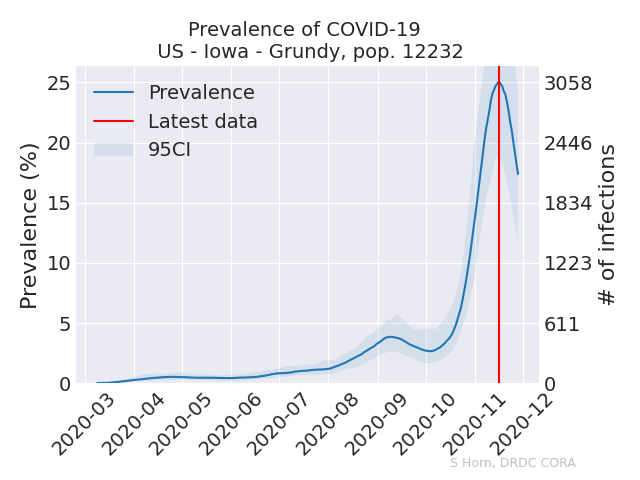 Prevalence of COVID-19
US - Iowa - Grundy, pop. 12232
Prevalence
Latest data
95CI
Prevalence (%)
25
20
15
10
5
0
3058
2446
1834
1223
611
0
# of infections
2020-03
2020-04
2020-05
2020-06
2020-07
2020-08
2020-09
2020-10
2020-11
2020-12
S Horn, DRDC CORA